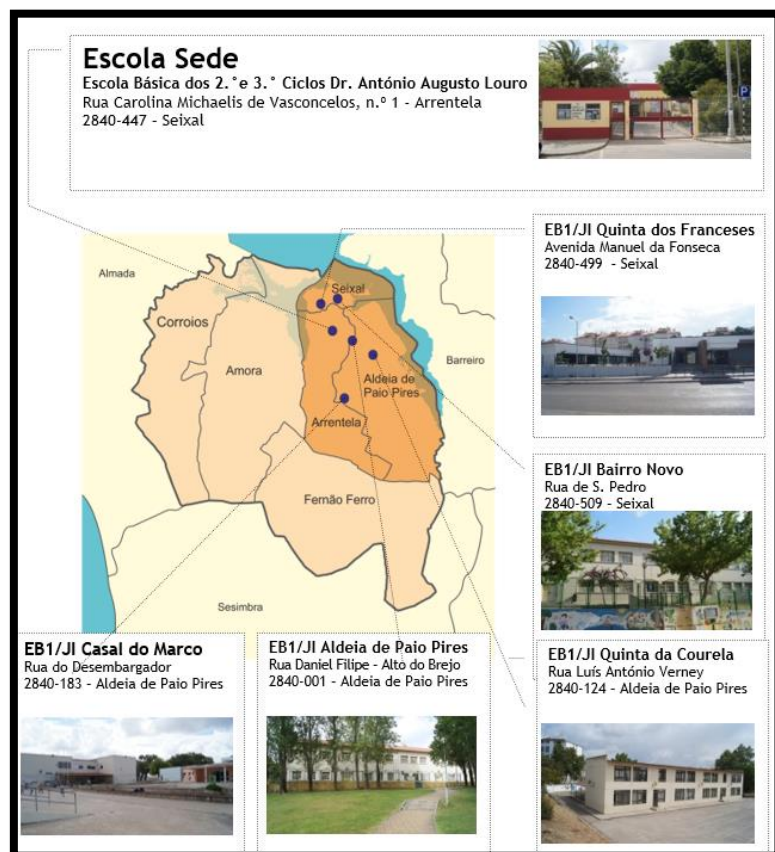 Escola Sede
Escola Básica dos 2.°e 3.° Ciclos Dr. António Augusto Louro
Rua Carolina Michaelis de Vasconcelos, n.º 1 - Arrentela
2840-447 - Seixal
EB1/JI Quinta dos Franceses
Avenida Manuel da Fonseca
2840-499 - Seixal
Almada
Seixal
Corroios
Barreiro
Amora
Aldeia de
Paio Pires
Arrentela
Fernão Ferro
Sesimbra
EB1/JI Bairro Novo
Rua de S. Pedro
2840-509 - Seixal
EB1/JI Casal do Marco
Rua do Desembargador
2840-183 - Aldeia de Paio Pires
EB1/JI Aldeia de Paio Pires
Rua Daniel Filipe - Alto do Brejo
2840-001 - Aldeia de Paio Pires
EB1/JI Quinta da Courela
Rua Luís António Verney
2840-124 - Aldeia de Paio Pires